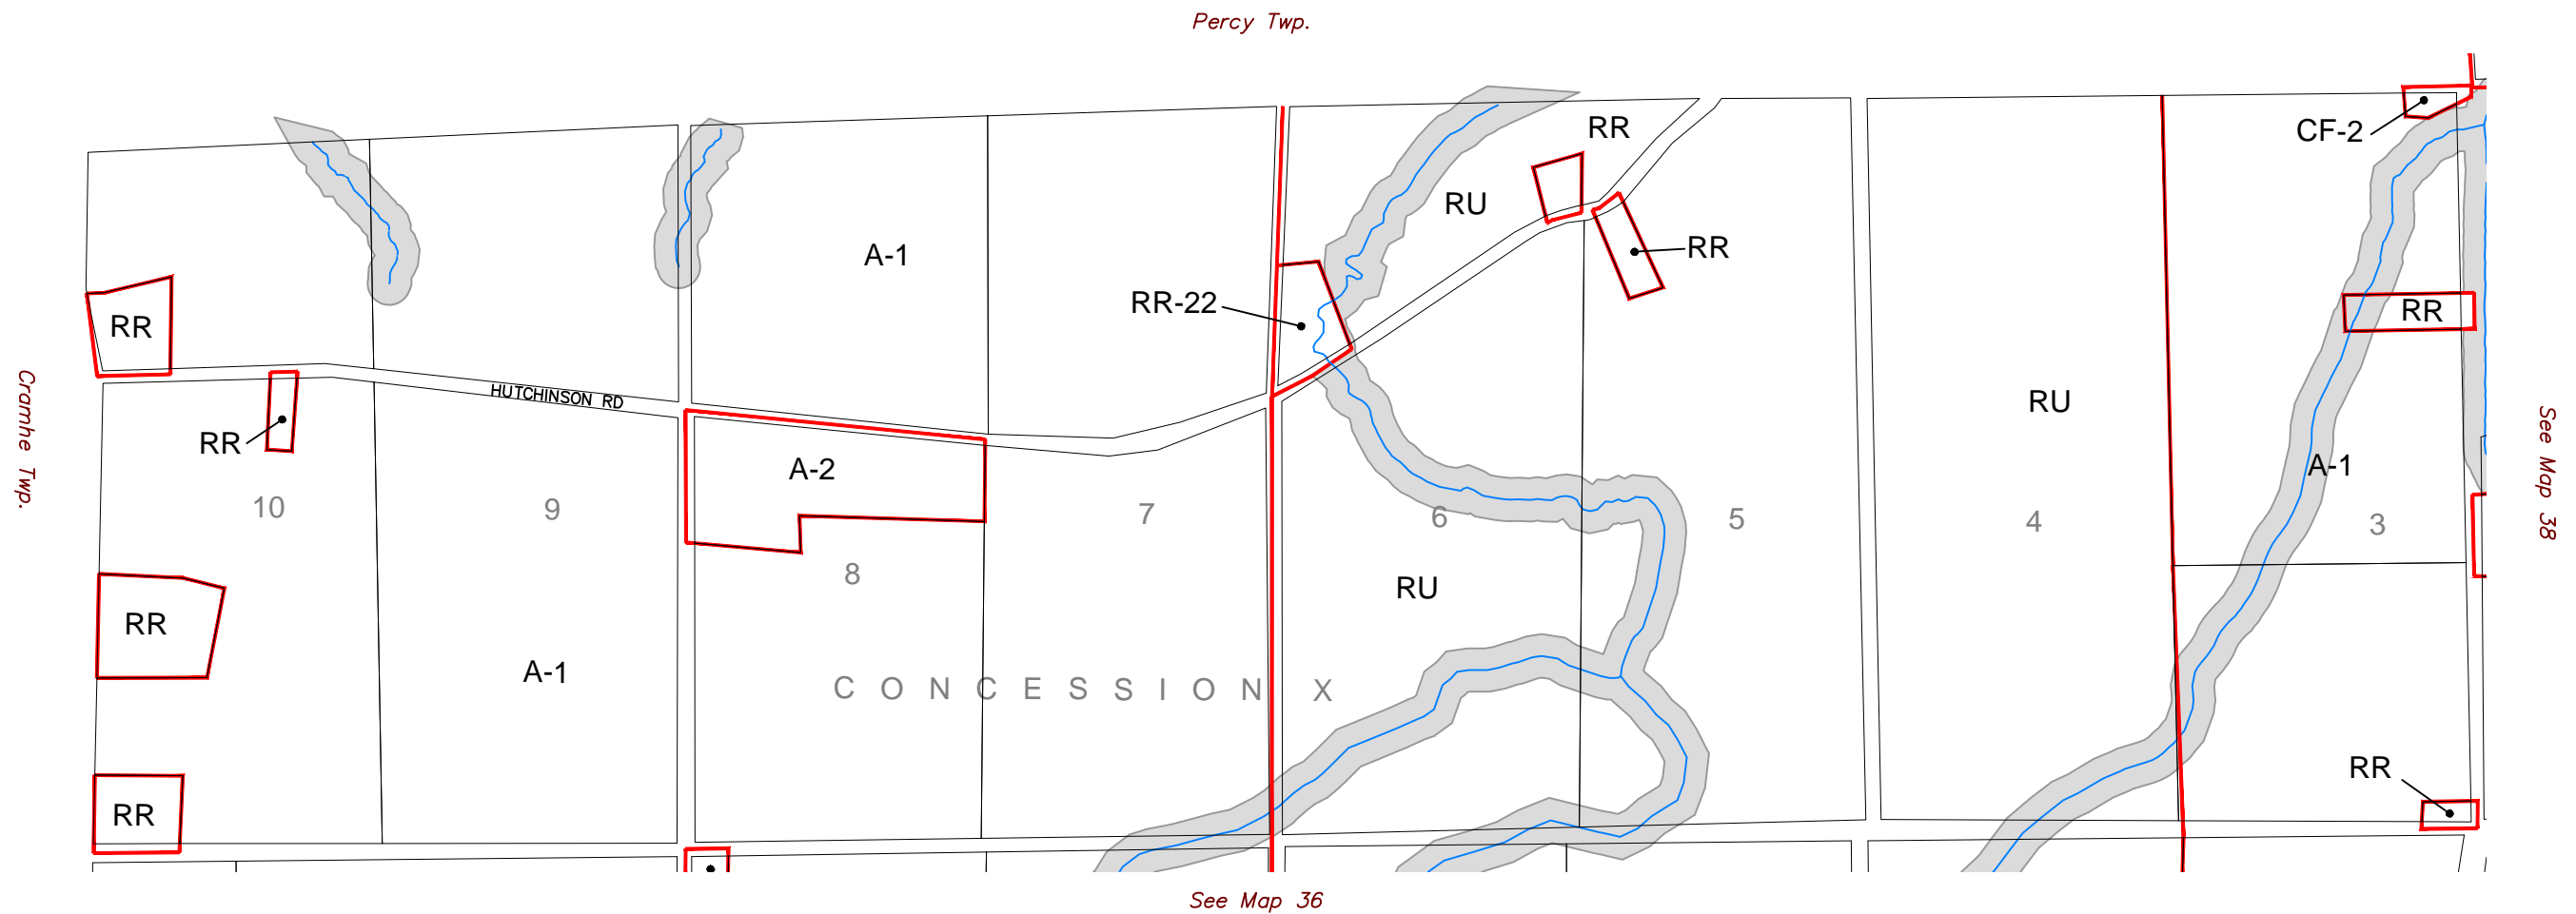 Percy Twp.
CF-2
RR
RU
RR
A-1
RR-22
RR
RR
Cramhe Twp.
HUTCHINSON RD
RU
See Map 38
RR
A-2
A-1
10
9
7
6
5
4
3
8
RU
RR
A-1
CONCESSION X
RR
RR
See Map 36